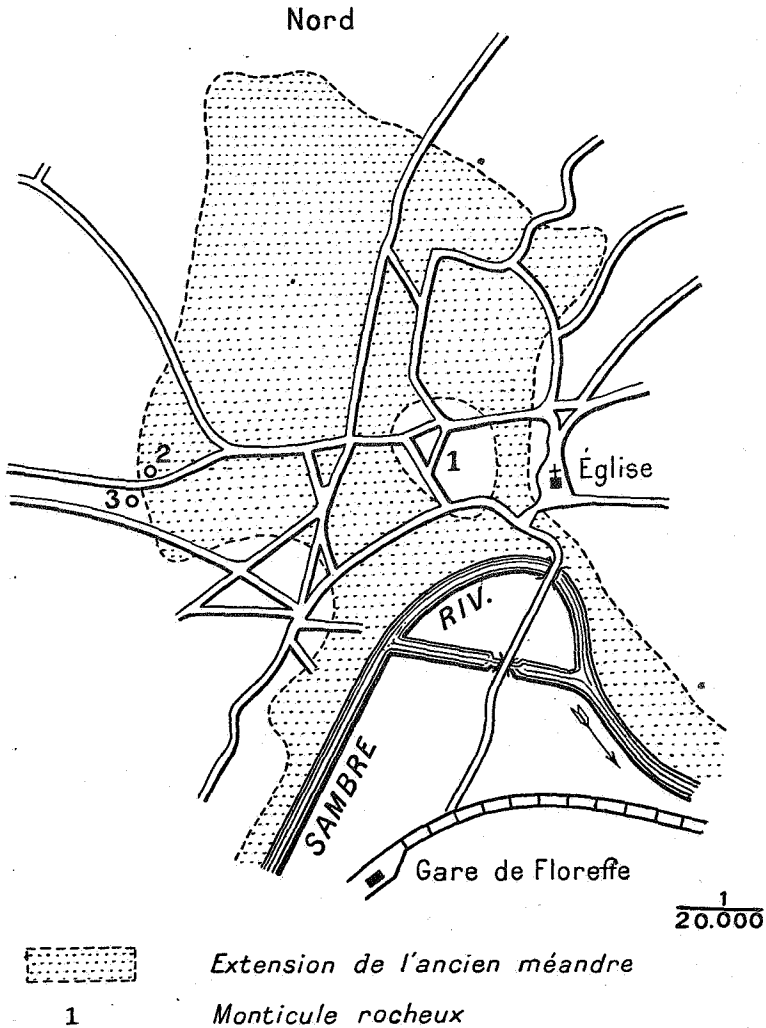 Nord
2
3
1
Église
RIV.
SAMBRE
Gare de Floreffe
1
20.000
Extension de l'ancien méandre
1 Monticule rocheux